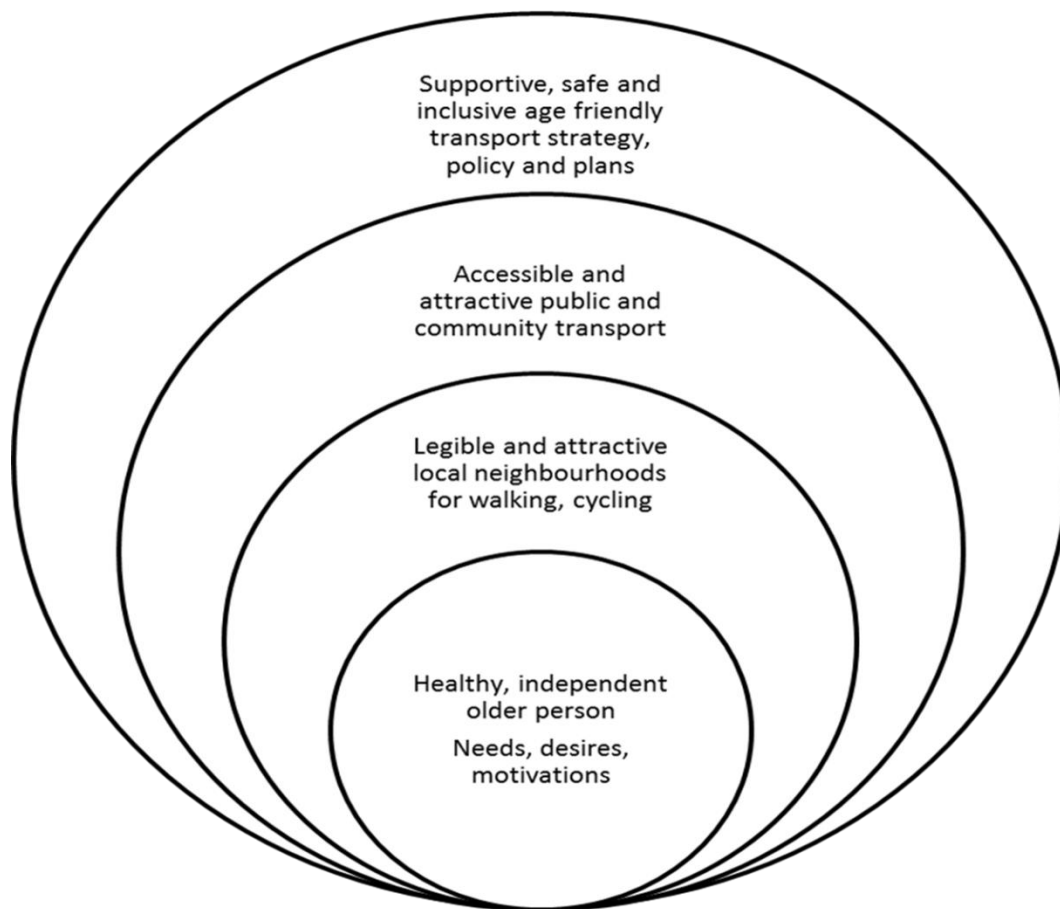 Supportive, safe and
inclusive age friendly
transport strategy,
policy and plans
Accessible and
attractive public and
community transport
Legible and attractive
local neighbourhoods
for walking, cycling
Healthy, independent
older person
Needs, desires,
motivations